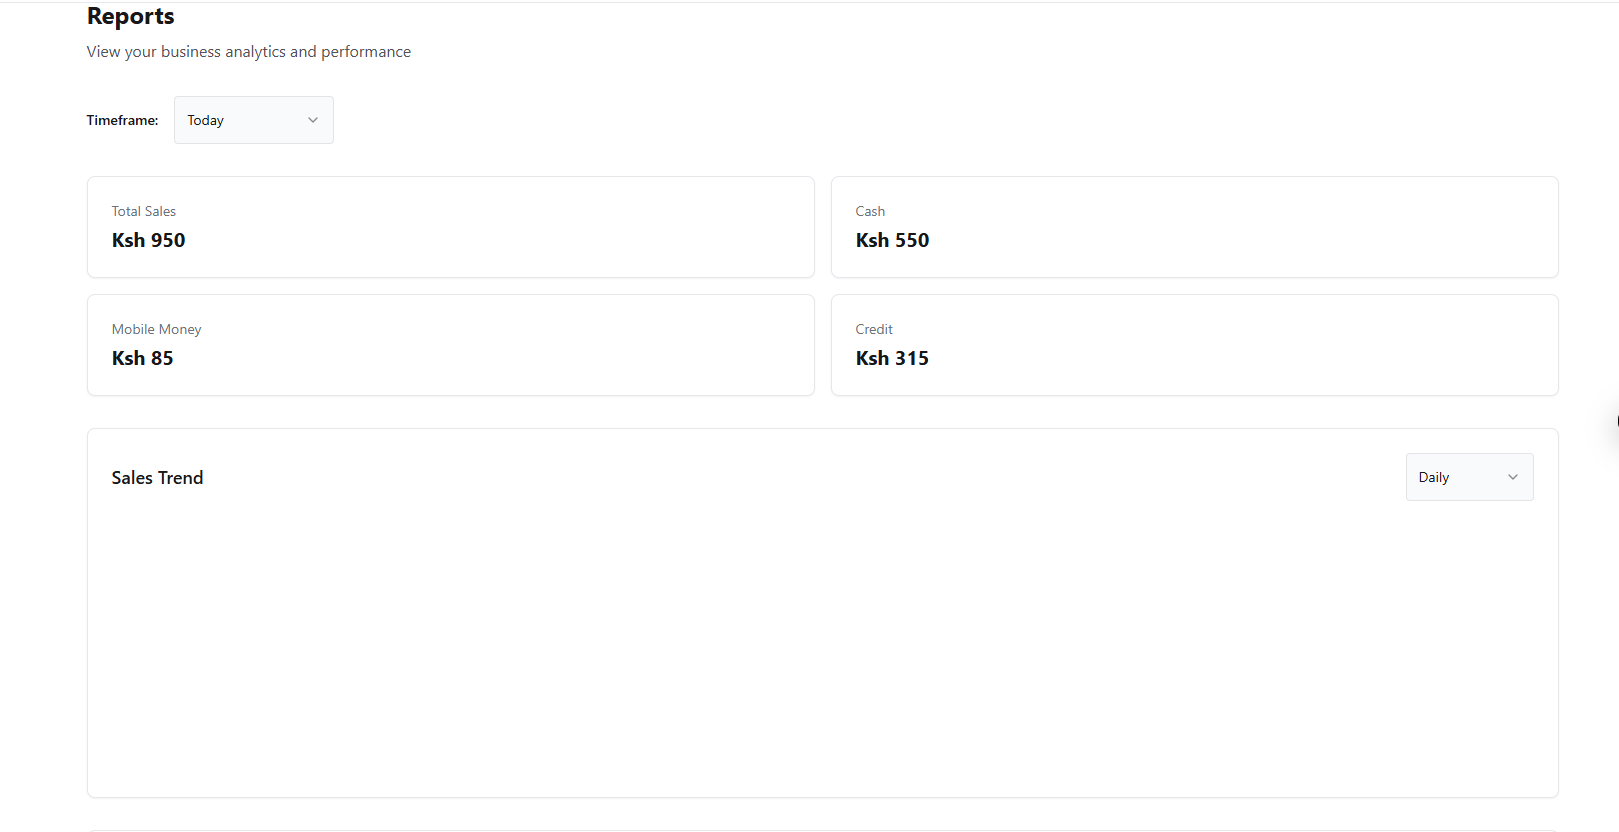 Reports
View your business analytics and performance
Timeframe:
Today
Total Sales
Ksh 950
Cash
Ksh 550
Mobile Money
Ksh 85
Credit
Ksh 315
Sales Trend
Daily